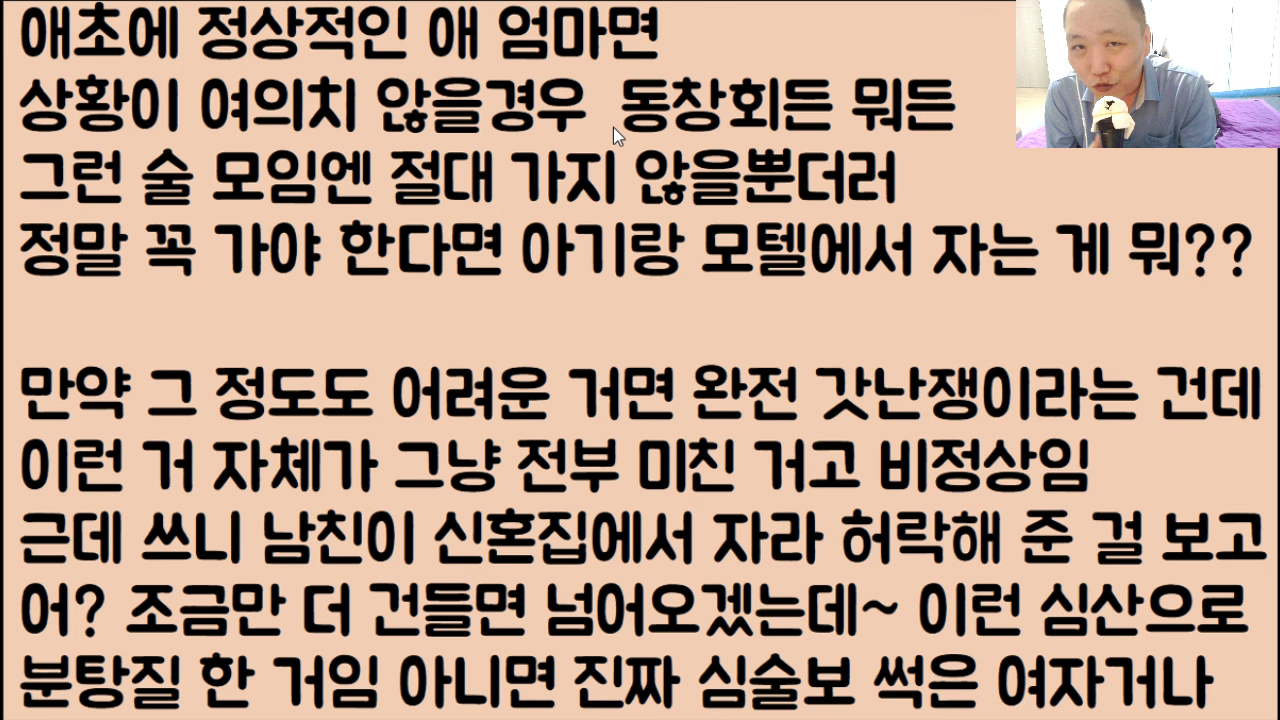 애초에 정상적인 애 엄마면
상황이 여의치 않을경우 동창회든 뭐든
그런 술 모임엔 절대 가지 않을뿐더러
정말 꼭 가야 한다면 아기랑 모텔에서 자는 게 뭐??
만약 그 정도도 어려운 거면 완전 갓난쟁이라는 건데
이런 거 자체가 그냥 전부 미친 거고 비정상임
근데 쓰니 남친이 신혼집에서 자라 허락해 준 걸 보고
어? 조금만 더 건들면 넘어오겠는데~ 이런 심산으로
분탕질 한 거임 아니면 진짜 심술보 썩은 여자거나